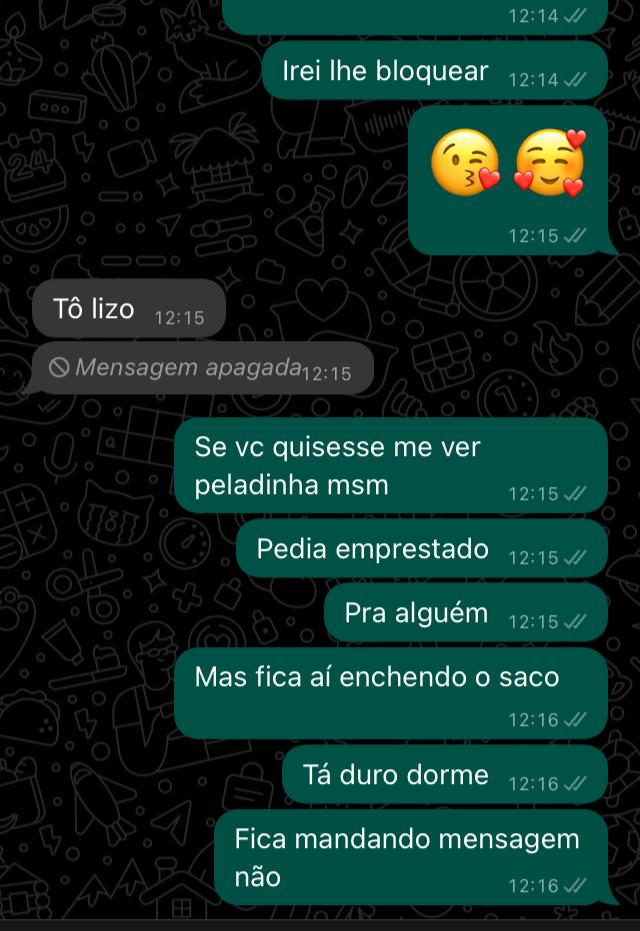 12:14
Irei lhe bloquear 12:14
😘 🥰
12:15
Tô lizo 12:15
Mensagem apagada 12:15
Se vc quisesse me ver
peladinha msm 12:15
Pedia emprestado 12:15
Pra alguém 12:15
Mas fica aí enchendo o saco
12:16
Tá duro dorme 12:16
Fica mandando mensagem
não 12:16